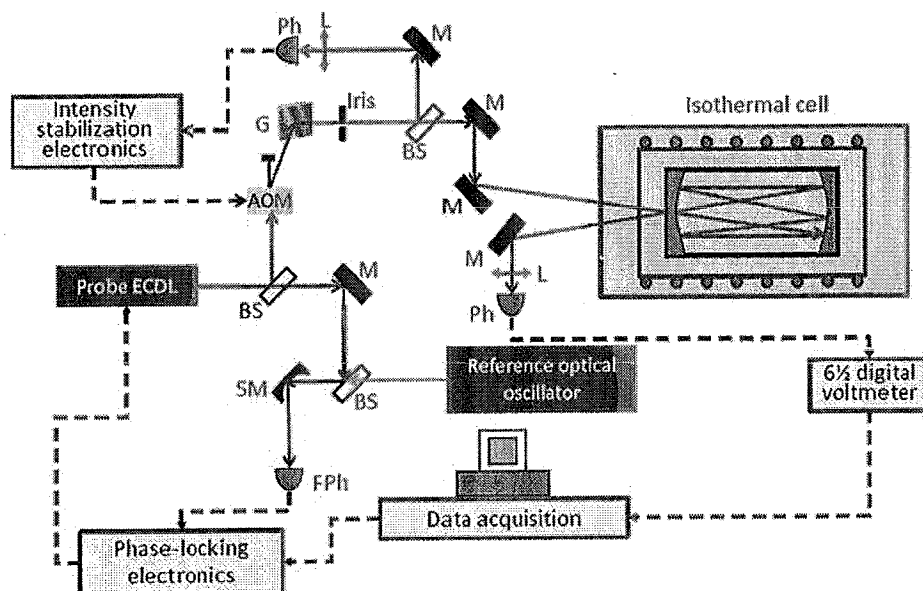 Ph
L
M
Intensity
stabilization
electronics
G
Iris
BS
M
Isothermal cell
AOM
M
Probe ECDL
BS
M
M
L
Ph
SM
BS
Reference optical
oscillator
6½ digital
voltmeter
FPh
Data acquisition
Phase-locking
electronics